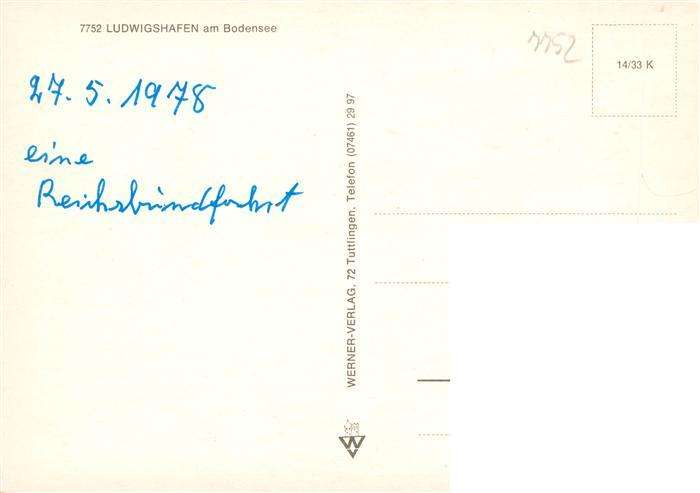 7752 LUDWIGSHAFEN am Bodensee
7752
14/33 K
27. 5. 1978
eine
Reichsbundfahrt
WERNER-VERLAG, 72 Tuttlingen, Telefon (07461) 29 97